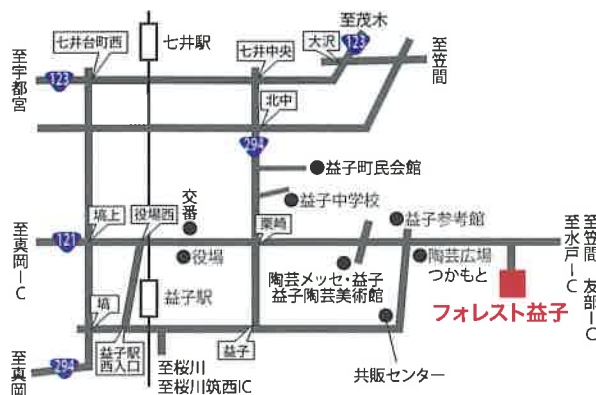 至茂木
七井台町西
七井駅
七井中央
大沢
123
至笠間
至宇都宮
123
北中
294
益子町民会館
交番
益子中学校
塙上
役場西
栗崎
益子参考館
至真岡IC
121
役場
陶芸メッセ・益子
益子陶芸美術館
陶芸広場
つかもと
至笠間 友部IC
至水戸IC
塙
益子駅
フォレスト益子
益子駅
西入口
益子
共販センター
294
至真岡
至桜川
至桜川筑西IC